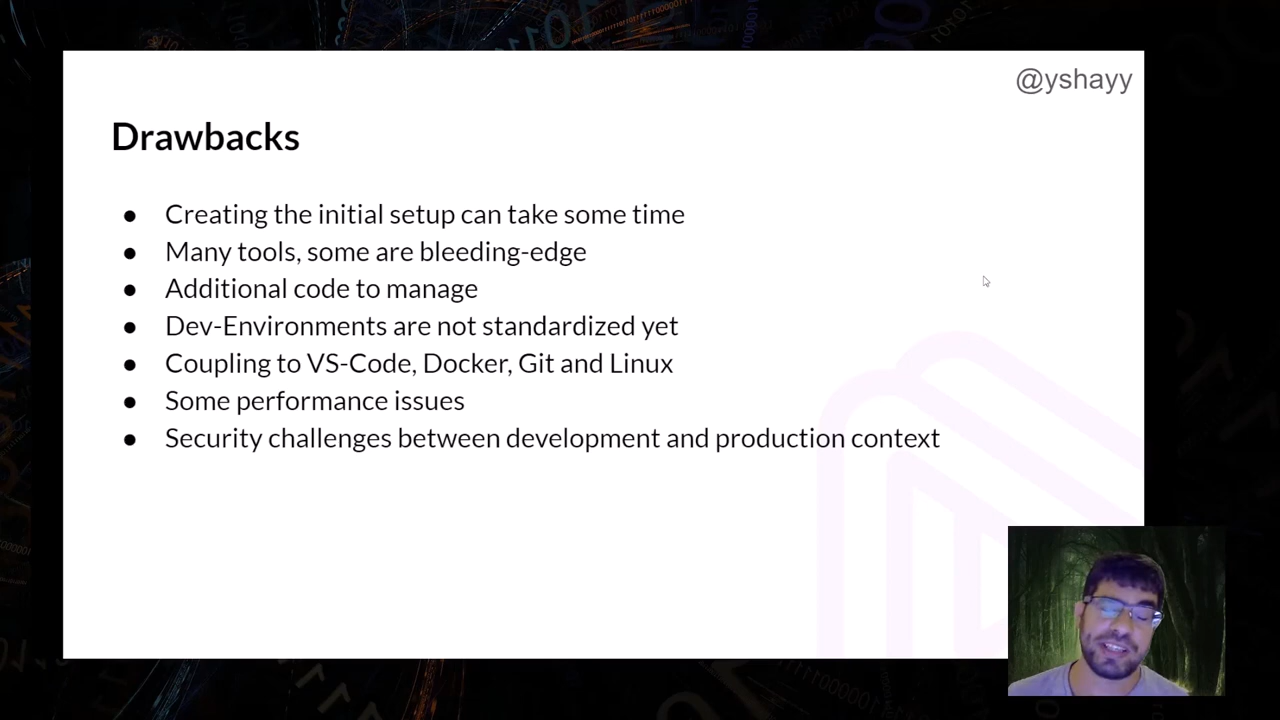 @yshayy
Drawbacks
● Creating the initial setup can take some time
● Many tools, some are bleeding-edge
● Additional code to manage
● Dev-Environments are not standardized yet
● Coupling to VS-Code, Docker, Git and Linux
● Some performance issues
● Security challenges between development and production context